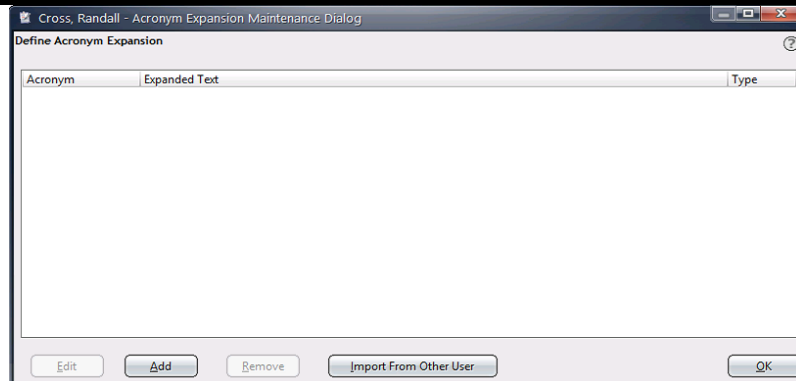 Cross, Randall - Acronym Expansion Maintenance Dialog
Define Acronym Expansion
?
Acronym Expanded Text Type
Edit Add Remove Import From Other User OK